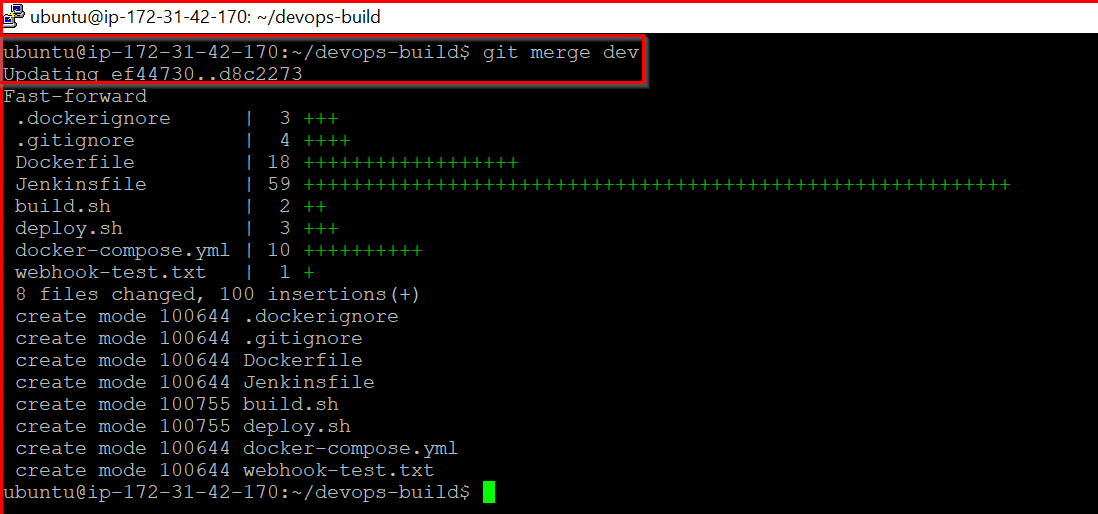 ubuntu@ip-172-31-42-170: ~/devops-build
ubuntu@ip-172-31-42-170:~/devops-build$ git merge dev
Updating ef44730..d8c2273
Fast-forward
 .dockerignore      |  3 +++
 .gitignore         |  4 ++++
 Dockerfile         | 18 ++++++++++++++++++
 Jenkinsfile        | 59 +++++++++++++++++++++++++++++++++++++++++++++++++++++++++++
 build.sh           |  2 ++
 deploy.sh          |  3 +++
 docker-compose.yml | 10 ++++++++++
 webhook-test.txt   |  1 +
 8 files changed, 100 insertions(+)
 create mode 100644 .dockerignore
 create mode 100644 .gitignore
 create mode 100644 Dockerfile
 create mode 100644 Jenkinsfile
 create mode 100755 build.sh
 create mode 100755 deploy.sh
 create mode 100644 docker-compose.yml
 create mode 100644 webhook-test.txt
ubuntu@ip-172-31-42-170:~/devops-build$